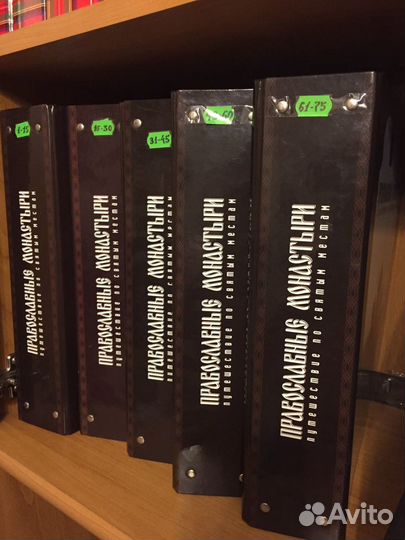 1-15
ПРАВОСЛАВНЫЕ МОНАСТЫРИ
путешествие по святым местам
16-30
ПРАВОСЛАВНЫЕ МОНАСТЫРИ
путешествие по святым местам
31-45
ПРАВОСЛАВНЫЕ МОНАСТЫРИ
путешествие по святым местам
ПРАВОСЛАВНЫЕ МОНАСТЫРИ
путешествие по святым местам
61-75
ПРАВОСЛАВНЫЕ МОНАСТЫРИ
путешествие по святым местам
Avito